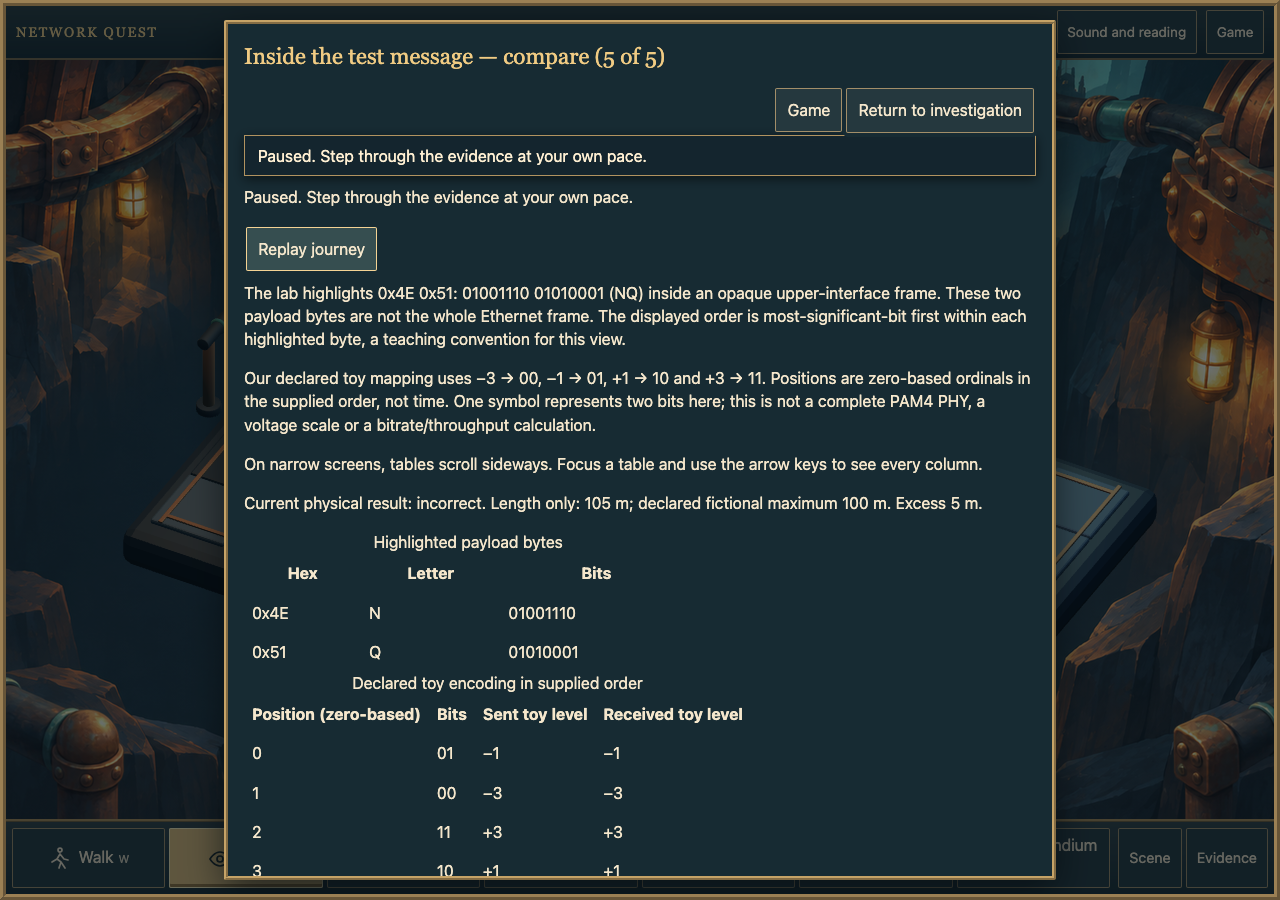 NETWORK QUEST
Sound and reading
Game
Inside the test message — compare (5 of 5)
Game
Return to investigation
Paused. Step through the evidence at your own pace.
Paused. Step through the evidence at your own pace.
Replay journey
The lab highlights 0x4E 0x51: 01001110 01010001 (NQ) inside an opaque upper-interface frame. These two
payload bytes are not the whole Ethernet frame. The displayed order is most-significant-bit first within each
highlighted byte, a teaching convention for this view.
Our declared toy mapping uses −3 → 00, −1 → 01, +1 → 10 and +3 → 11. Positions are zero-based ordinals in
the supplied order, not time. One symbol represents two bits here; this is not a complete PAM4 PHY, a
voltage scale or a bitrate/throughput calculation.
On narrow screens, tables scroll sideways. Focus a table and use the arrow keys to see every column.
Current physical result: incorrect. Length only: 105 m; declared fictional maximum 100 m. Excess 5 m.
Highlighted payload bytes
Hex Letter Bits
0x4E N 01001110
0x51 Q 01010001
Declared toy encoding in supplied order
Position (zero-based) Bits Sent toy level Received toy level
0 01 −1 −1
1 00 −3 −3
2 11 +3 +3
3 10 +1 +1
Walk W
Scene
Evidence